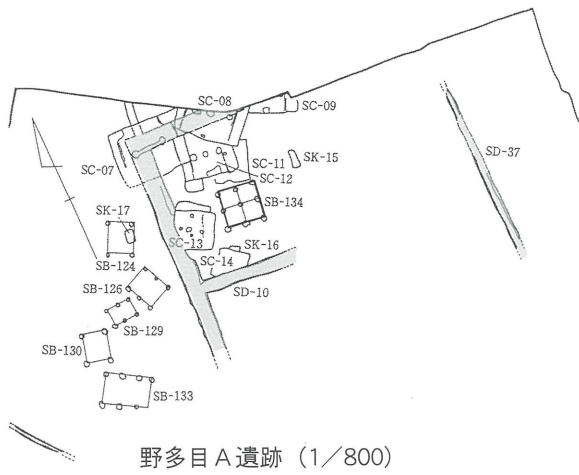 SC-08
SC-09
SC-07
SC-11
SK-15
SC-12
SD-37
SK-17
SB-134
SC-13
SK-16
SB-124
SC-14
SB-126
SD-10
SB-129
SB-130
SB-133
野多目A遺跡(1/800)